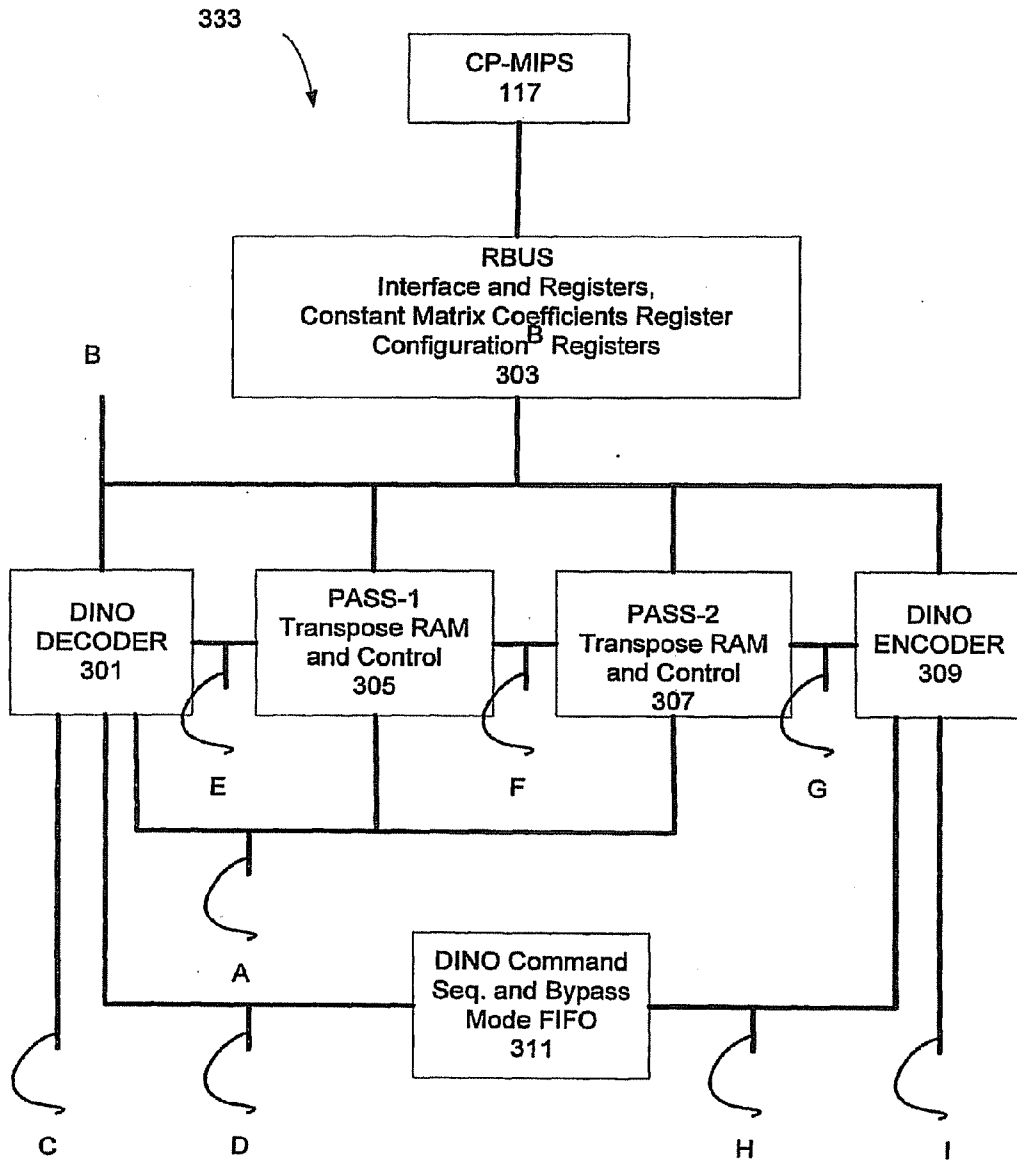 333
CP-MIPS
117
RBUS
Interface and Registers,
Constant Matrix Coefficients Register
Configuration B Registers
303
B
DINO
DECODER
301
PASS-1
Transpose RAM
and Control
305
PASS-2
Transpose RAM
and Control
307
DINO
ENCODER
309
E
F
G
A
DINO Command
Seq. and Bypass
Mode FIFO
311
C
D
H
I